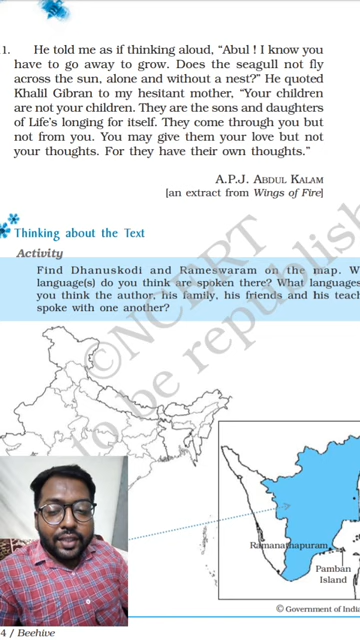 1. He told me as if thinking aloud, “Abul ! I know you
have to go away to grow. Does the seagull not fly
across the sun, alone and without a nest?” He quoted
Khalil Gibran to my hesitant mother, “Your children
are not your children. They are the sons and daughters
of Life's longing for itself. They come through you but
not from you. You may give them your love but not
your thoughts. For they have their own thoughts.”
A.P.J. ABDUL KALAM
[an extract from Wings of Fire]
Thinking about the Text
Activity
Find Dhanuskodi and Rameswaram on the map. W
language(s) do you think are spoken there? What languages
you think the author, his family, his friends and his teach
spoke with one another?
©NCERT
to be republish
Ramanathapuram
Pamban
Island
© Government of India
4 / Beehive